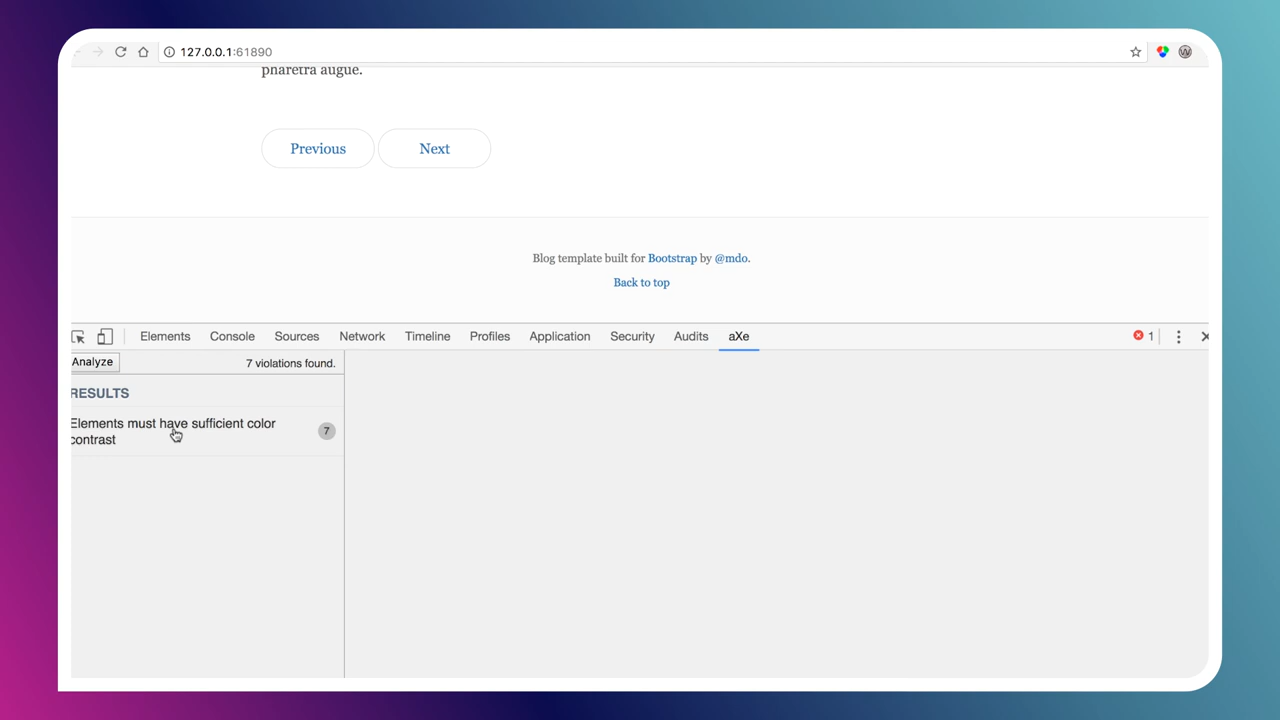 127.0.0.1:61890
pharetra augue.
Previous Next
Blog template built for Bootstrap by @mdo.
Back to top
Elements Console Sources Network Timeline Profiles Application Security Audits aXe 1
Analyze 7 violations found.
RESULTS
Elements must have sufficient color
contrast
7